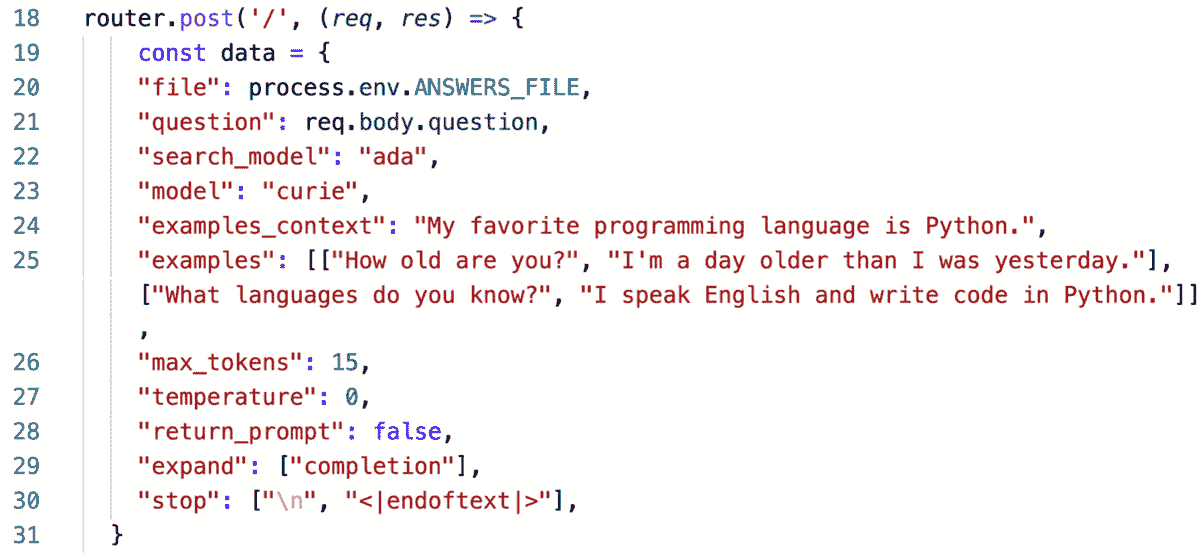 18 router.post('/', (req, res) => {
19 const data = {
20 "file": process.env.ANSWERS_FILE,
21 "question": req.body.question,
22 "search_model": "ada",
23 "model": "curie",
24 "examples_context": "My favorite programming language is Python.",
25 "examples": [["How old are you?", "I'm a day older than I was yesterday."],
["What languages do you know?", "I speak English and write code in Python."]]
,
26 "max_tokens": 15,
27 "temperature": 0,
28 "return_prompt": false,
29 "expand": ["completion"],
30 "stop": ["\n", "<|endoftext|>"],
31 }